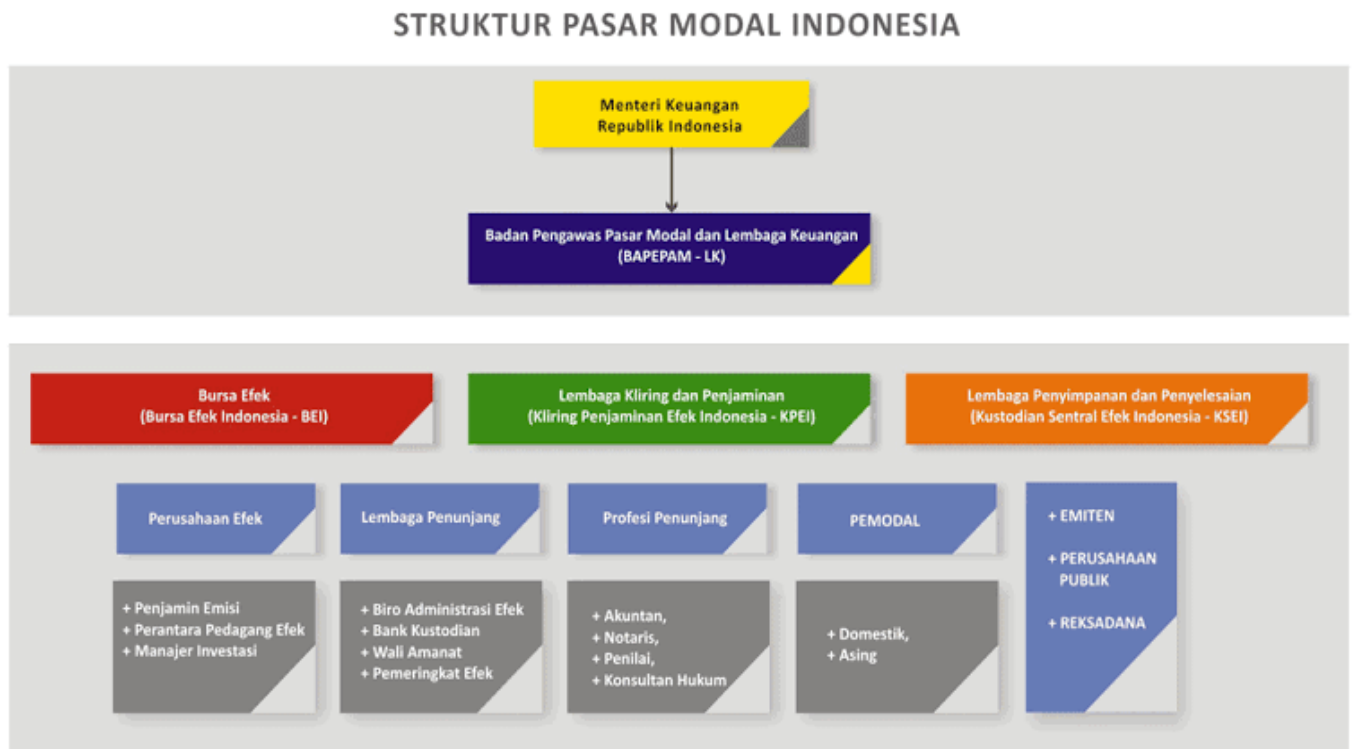 STRUKTUR PASAR MODAL INDONESIA
Menteri Keuangan
Republik Indonesia
Badan Pengawas Pasar Modal dan Lembaga Keuangan
(BAPEPAM - LK)
Bursa Efek
(Bursa Efek Indonesia - BEI)
Lembaga Kliring dan Penjaminan
(Kliring Penjaminan Efek Indonesia - KPEI)
Lembaga Penyimpanan dan Penyelesaian
(Kustodian Sentral Efek Indonesia - KSEI)
Perusahaan Efek
+ Penjamin Emisi
+ Perantara Pedagang Efek
+ Manajer Investasi
Lembaga Penunjang
+ Biro Administrasi Efek
+ Bank Kustodian
+ Wali Amanat
+ Pemeringkat Efek
Profesi Penunjang
+ Akuntan,
+ Notaris,
+ Penilai,
+ Konsultan Hukum
PEMODAL
+ Domestik,
+ Asing
+ EMITEN
+ PERUSAHAAN
PUBLIK
+ REKSADANA